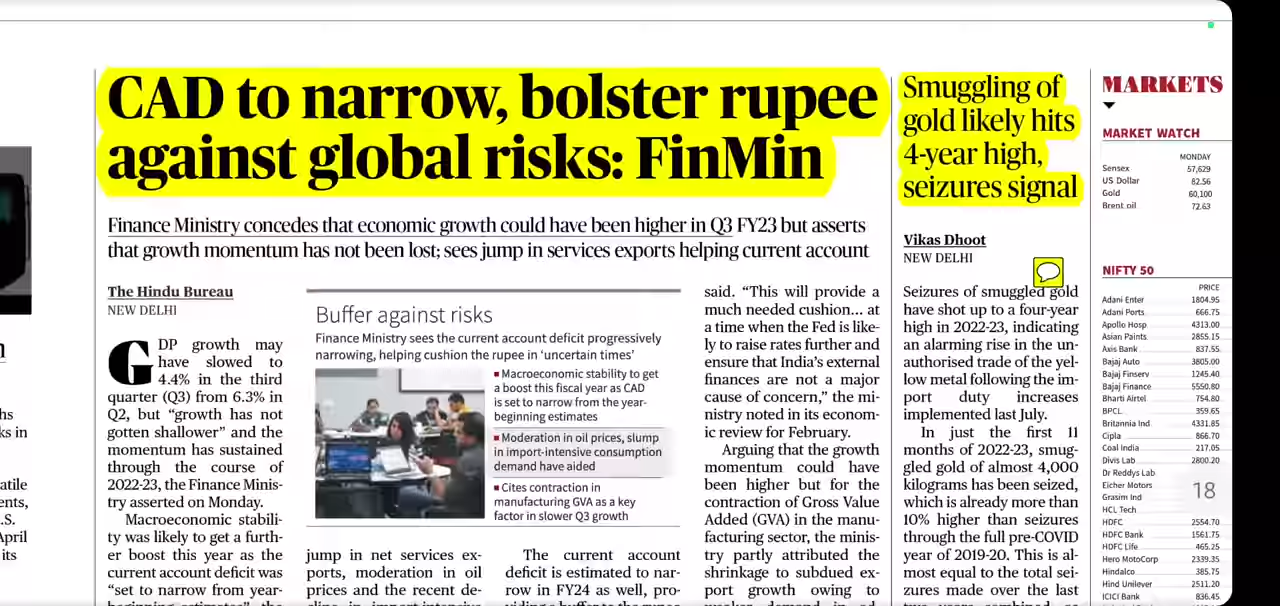 CAD to narrow, bolster rupee
against global risks: FinMin
Finance Ministry concedes that economic growth could have been higher in Q3 FY23 but asserts
that growth momentum has not been lost; sees jump in services exports helping current account
The Hindu Bureau
NEW DELHI
GDP growth may
have slowed to
4.4% in the third
quarter (Q3) from 6.3% in
Q2, but “growth has not
gotten shallower” and the
momentum has sustained
through the course of
2022-23, the Finance Minis-
try asserted on Monday.
Macroeconomic stabili-
ty was likely to get a furth-
er boost this year as the
current account deficit was
“set to narrow from year-
Buffer against risks
Finance Ministry sees the current account deficit progressively
narrowing, helping cushion the rupee in ‘uncertain times’
■ Macroeconomic stability to get
a boost this fiscal year as CAD
is set to narrow from the year-
beginning estimates
■ Moderation in oil prices, slump
in import-intensive consumption
demand have aided
■ Cites contraction in
manufacturing GVA as a key
factor in slower Q3 growth
jump in net services ex-
ports, moderation in oil
prices and the recent de-
The current account
deficit is estimated to nar-
row in FY24 as well, pro-
said. “This will provide a
much needed cushion... at
a time when the Fed is like-
ly to raise rates further and
ensure that India’s external
finances are not a major
cause of concern,” the mi-
nistry noted in its econom-
ic review for February.
Arguing that the growth
momentum could have
been higher but for the
contraction of Gross Value
Added (GVA) in the manu-
facturing sector, the minis-
try partly attributed the
shrinkage to subdued ex-
port growth owing to
Smuggling of
gold likely hits
4-year high,
seizures signal
Vikas Dhoot
NEW DELHI
Seizures of smuggled gold
have shot up to a four-year
high in 2022-23, indicating
an alarming rise in the un-
authorised trade of the yel-
low metal following the im-
port duty increases
implemented last July.
In just the first 11
months of 2022-23, smug-
gled gold of almost 4,000
kilograms has been seized,
which is already more than
10% higher than seizures
through the full pre-COVID
year of 2019-20. This is al-
most equal to the total sei-
zures made over the last
MARKETS
MARKET WATCH
MONDAY
Sensex 57,629
US Dollar 82.56
Gold 60,100
Brent oil 72.63
NIFTY 50
PRICE
Adani Enter 1804.95
Adani Ports 666.75
Apollo Hosp 4313.00
Asian Paints 2855.15
Axis Bank 837.55
Bajaj Auto 3805.00
Bajaj Finserv 1245.40
Bajaj Finance 5550.80
Bharti Airtel 754.80
BPCL 359.65
Britannia Ind 4331.85
Cipla 866.70
Coal India 217.05
Divis Lab 2800.20
Dr Reddys Lab
Eicher Motors
Grasim Ind
HCL Tech
18
HDFC 2554.70
HDFC Bank 1561.75
HDFC Life 465.25
Hero MotoCorp 2339.35
Hindalco 385.75
Hind Unilever 2511.20
ICICI Bank 836.45